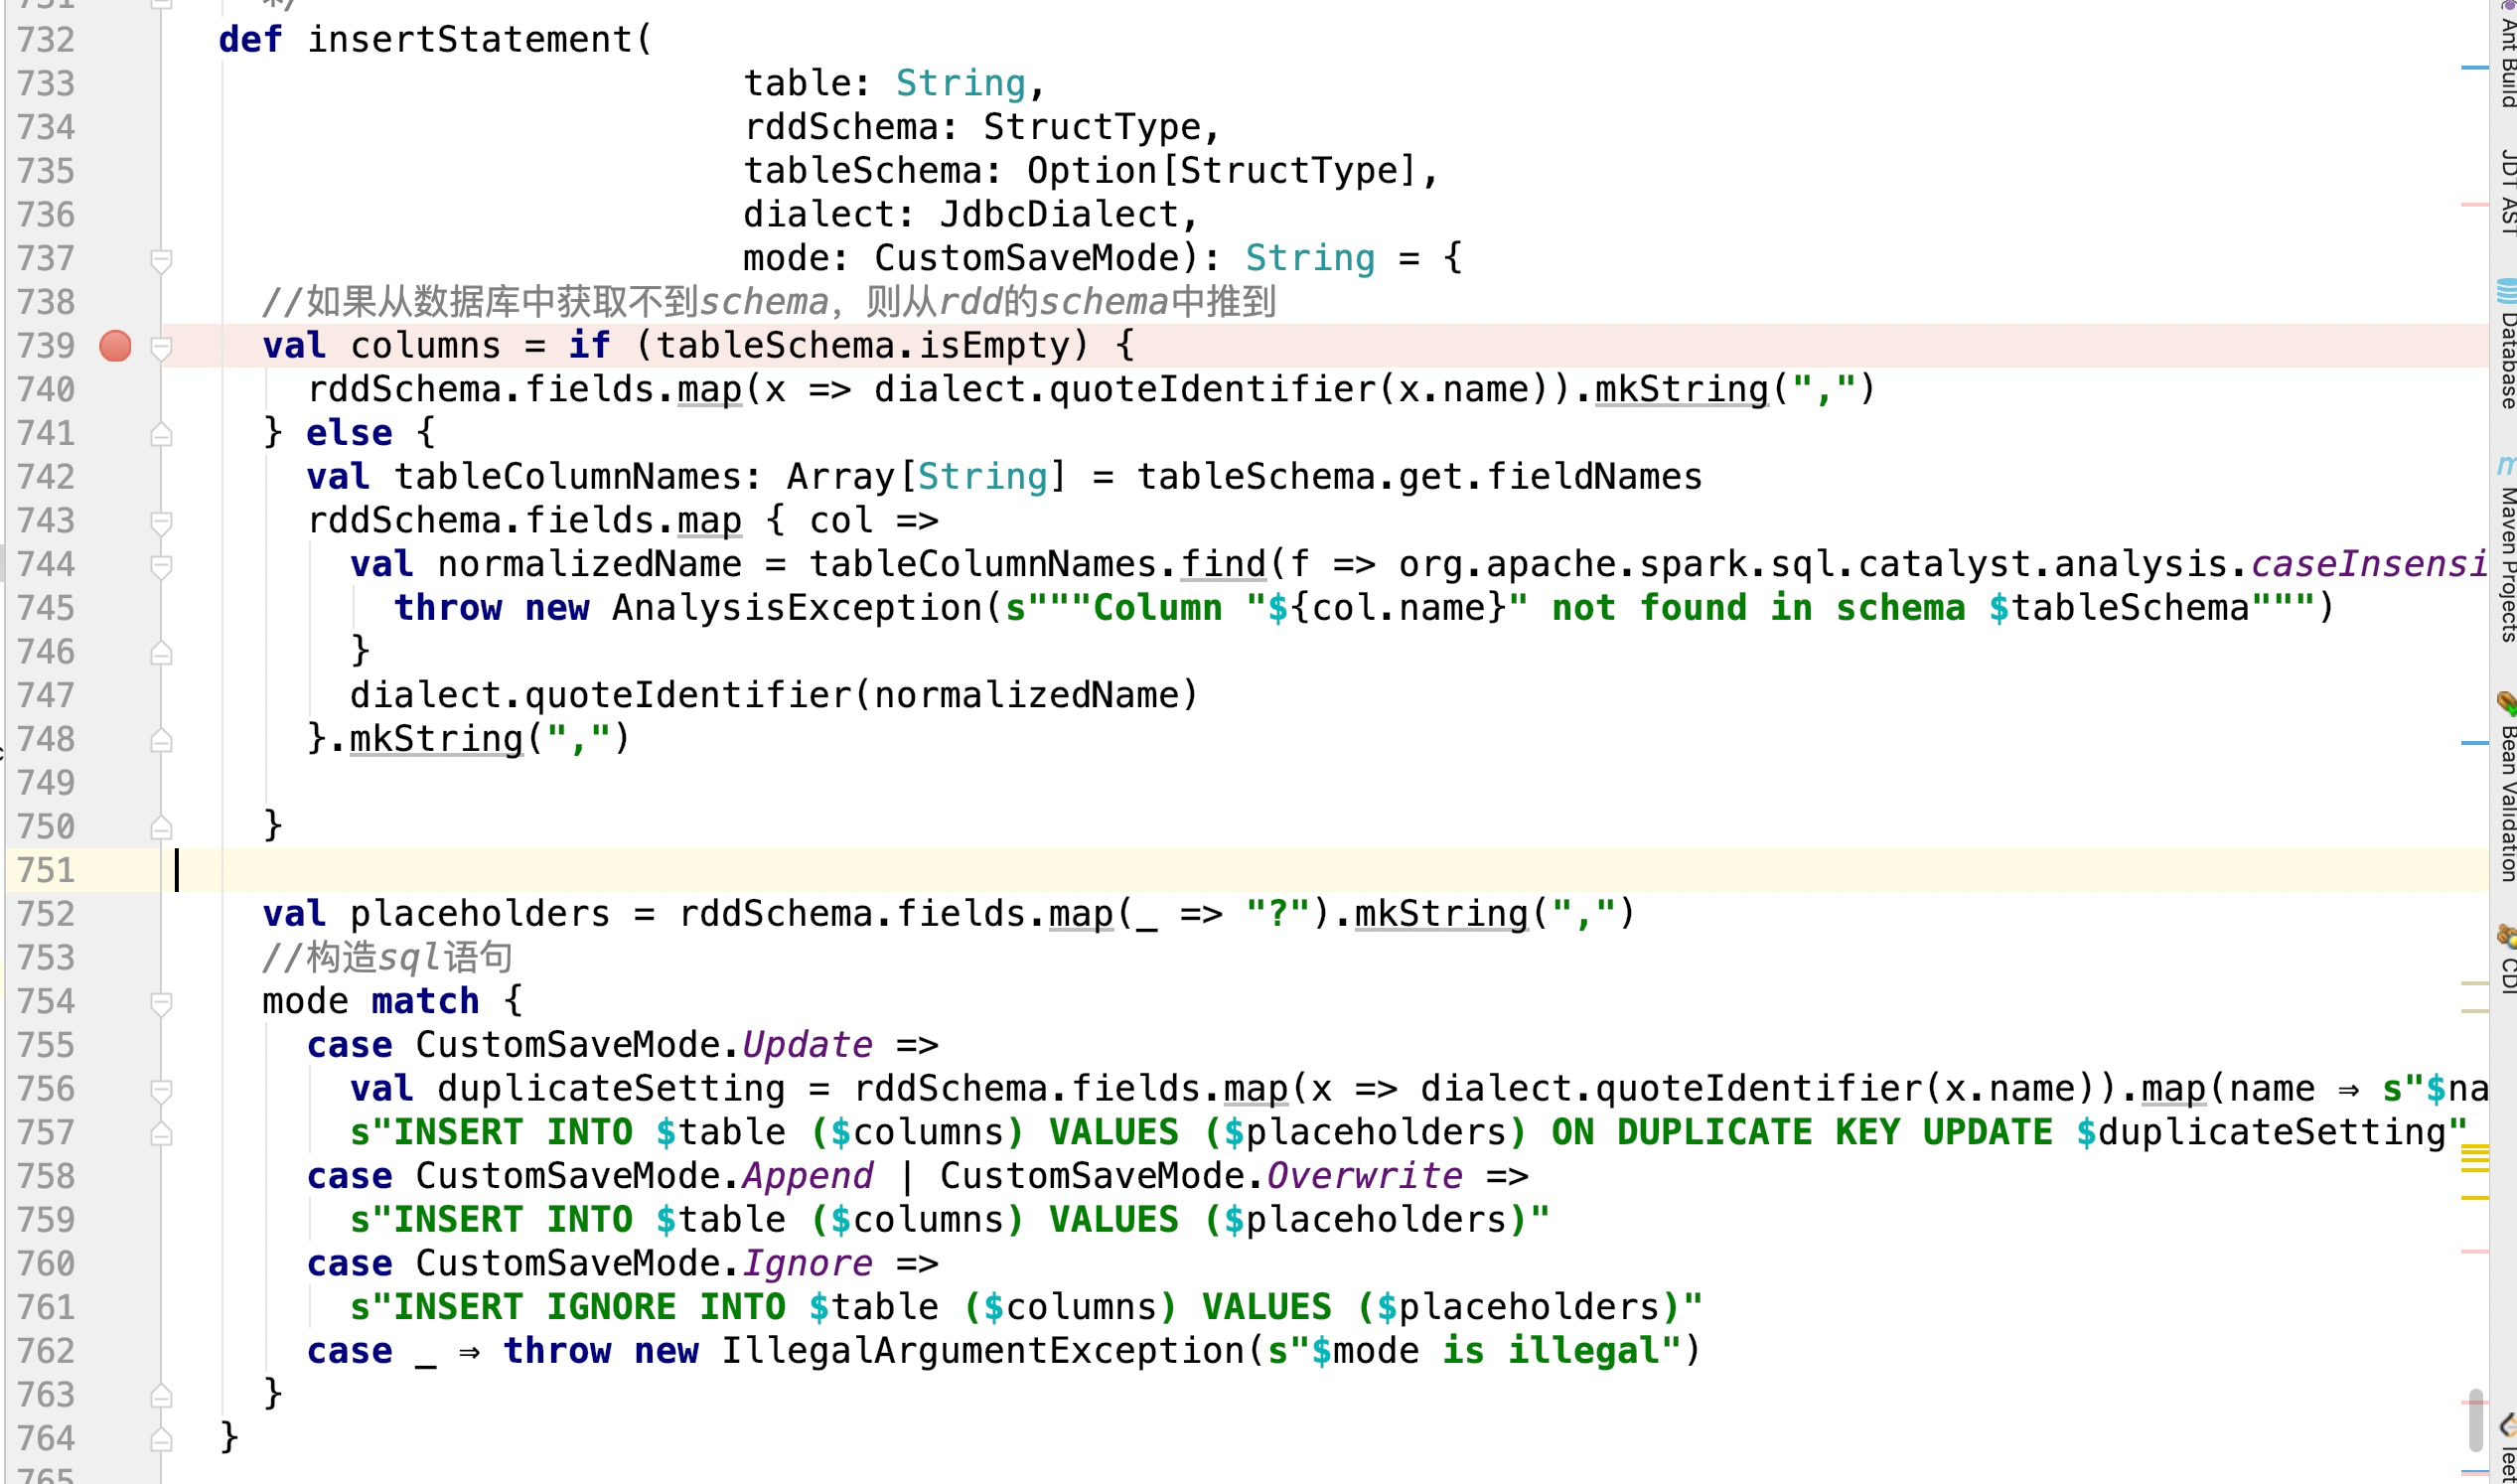 731 */
732 def insertStatement(
733 table: String,
734 rddSchema: StructType,
735 tableSchema: Option[StructType],
736 dialect: JdbcDialect,
737 mode: CustomSaveMode): String = {
738 //如果从数据库中获取不到schema，则从rdd的schema中推到
739 val columns = if (tableSchema.isEmpty) {
740 rddSchema.fields.map(x => dialect.quoteIdentifier(x.name)).mkString(",")
741 } else {
742 val tableColumnNames: Array[String] = tableSchema.get.fieldNames
743 rddSchema.fields.map { col =>
744 val normalizedName = tableColumnNames.find(f => org.apache.spark.sql.catalyst.analysis.caseInsensi
745 throw new AnalysisException(s"""Column "${col.name}" not found in schema $tableSchema""")
746 }
747 dialect.quoteIdentifier(normalizedName)
748 }.mkString(",")
749
750 }
751
752 val placeholders = rddSchema.fields.map(_ => "?").mkString(",")
753 //构造sql语句
754 mode match {
755 case CustomSaveMode.Update =>
756 val duplicateSetting = rddSchema.fields.map(x => dialect.quoteIdentifier(x.name)).map(name ⇒ s"$na
757 s"INSERT INTO $table ($columns) VALUES ($placeholders) ON DUPLICATE KEY UPDATE $duplicateSetting"
758 case CustomSaveMode.Append | CustomSaveMode.Overwrite =>
759 s"INSERT INTO $table ($columns) VALUES ($placeholders)"
760 case CustomSaveMode.Ignore =>
761 s"INSERT IGNORE INTO $table ($columns) VALUES ($placeholders)"
762 case _ ⇒ throw new IllegalArgumentException(s"$mode is illegal")
763 }
764 }
765
Ant Build
JDT AST
Database
m Maven Projects
Bean Validation
CDI
leet